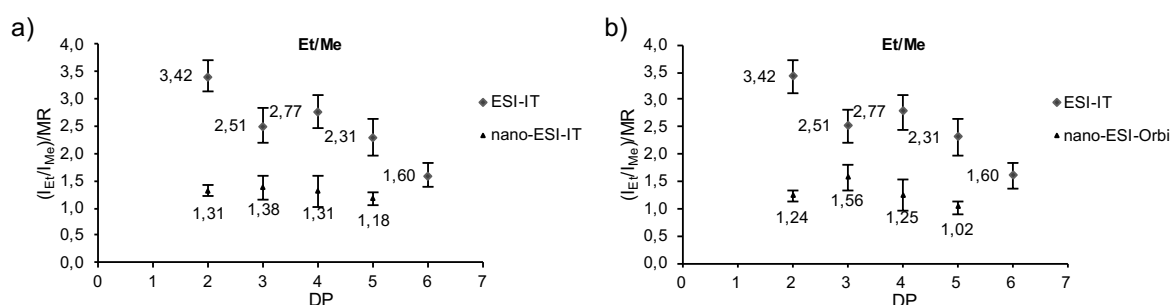 a)
Et/Me
(I_Et/I_Me)/MR
4,0
3,5
3,0
2,5
2,0
1,5
1,0
0,5
0,0
3,42
2,51
2,77
2,31
1,60
1,31
1,38
1,31
1,18
0 1 2 3 4 5 6 7
DP
ESI-IT
nano-ESI-IT
b)
Et/Me
(I_Et/I_Me)/MR
4,0
3,5
3,0
2,5
2,0
1,5
1,0
0,5
0,0
3,42
2,51
2,77
2,31
1,60
1,24
1,56
1,25
1,02
0 1 2 3 4 5 6 7
DP
ESI-IT
nano-ESI-Orbi